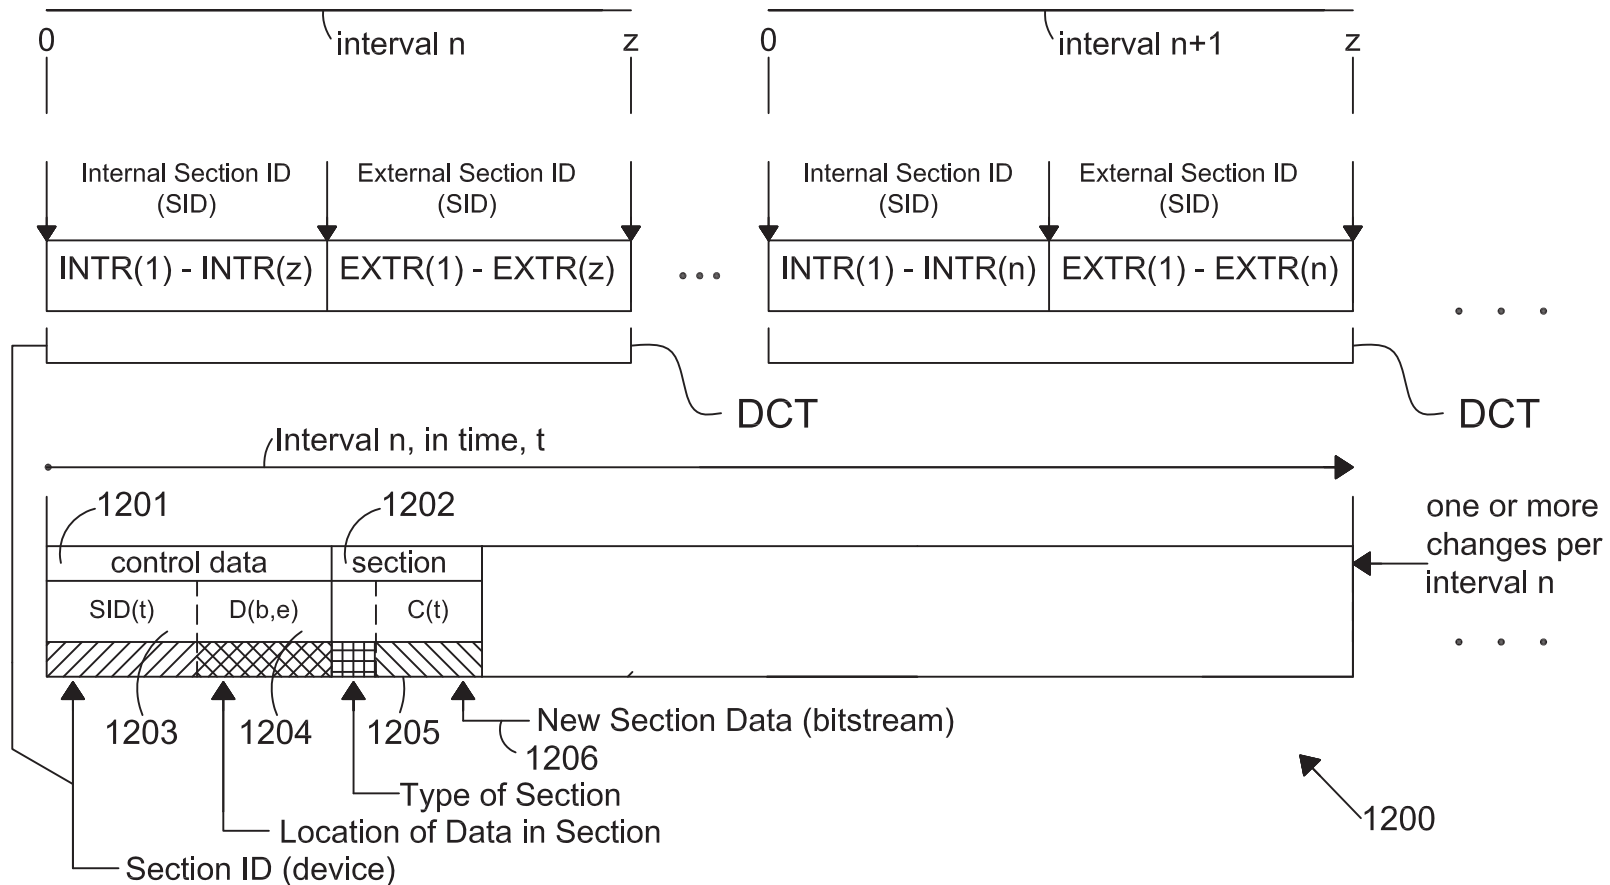 0
interval n
z
0
interval n+1
z
Internal Section ID
(SID)
External Section ID
(SID)
Internal Section ID
(SID)
External Section ID
(SID)
INTR(1) - INTR(z)
EXTR(1) - EXTR(z)
INTR(1) - INTR(n)
EXTR(1) - EXTR(n)
DCT
DCT
Interval n, in time, t
1201
1202
one or more
changes per
interval n
control data
section
SID(t)
D(b,e)
C(t)
1203
1204
1205
New Section Data (bitstream)
1206
Type of Section
1200
Location of Data in Section
Section ID (device)